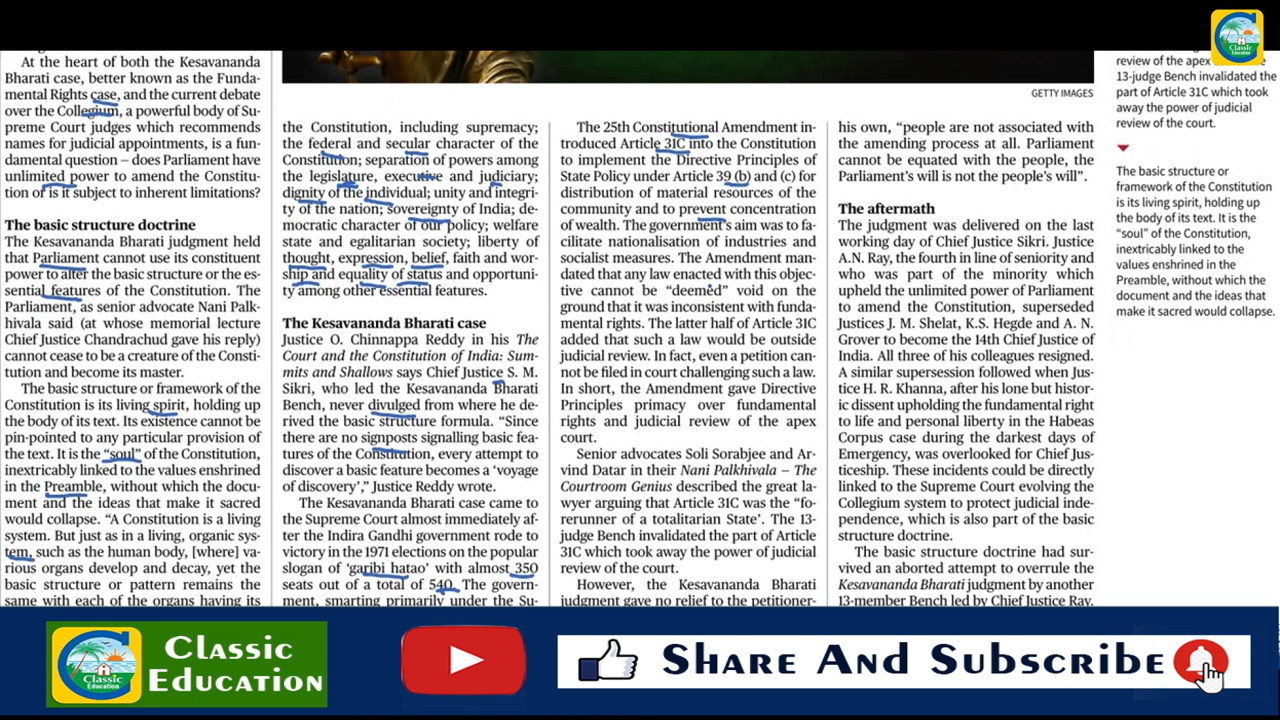 At the heart of both the Kesavananda
Bharati case, better known as the Funda-
mental Rights case, and the current debate
over the Collegium, a powerful body of Su-
preme Court judges which recommends
names for judicial appointments, is a fun-
damental question – does Parliament have
unlimited power to amend the Constitu-
tion or is it subject to inherent limitations?
The basic structure doctrine
The Kesavananda Bharati judgment held
that Parliament cannot use its constituent
power to alter the basic structure or the es-
sential features of the Constitution. The
Parliament, as senior advocate Nani Palk-
hivala said (at whose memorial lecture
Chief Justice Chandrachud gave his reply)
cannot cease to be a creature of the Consti-
tution and become its master.
The basic structure or framework of the
Constitution is its living spirit, holding up
the body of its text. Its existence cannot be
pin-pointed to any particular provision of
the text. It is the “soul” of the Constitution,
inextricably linked to the values enshrined
in the Preamble, without which the docu-
ment and the ideas that make it sacred
would collapse. “A Constitution is a living
system. But just as in a living, organic sys-
tem, such as the human body, [where] va-
rious organs develop and decay, yet the
basic structure or pattern remains the
same with each of the organs having its
GETTY IMAGES
the Constitution, including supremacy;
the federal and secular character of the
Constitution; separation of powers among
the legislature, executive and judiciary;
dignity of the individual; unity and integri-
ty of the nation; sovereignty of India; de-
mocratic character of our policy; welfare
state and egalitarian society; liberty of
thought, expression, belief, faith and wor-
ship and equality of status and opportuni-
ty among other essential features.
The Kesavananda Bharati case
Justice O. Chinnappa Reddy in his The
Court and the Constitution of India: Sum-
mits and Shallows says Chief Justice S. M.
Sikri, who led the Kesavananda Bharati
Bench, never divulged from where he de-
rived the basic structure formula. “Since
there are no signposts signalling basic fea-
tures of the Constitution, every attempt to
discover a basic feature becomes a ‘voyage
of discovery’,” Justice Reddy wrote.
The Kesavananda Bharati case came to
the Supreme Court almost immediately af-
ter the Indira Gandhi government rode to
victory in the 1971 elections on the popular
slogan of ‘garibi hatao’ with almost 350
seats out of a total of 540. The govern-
ment, smarting primarily under the Su-
The 25th Constitutional Amendment in-
troduced Article 31C into the Constitution
to implement the Directive Principles of
State Policy under Article 39 (b) and (c) for
distribution of material resources of the
community and to prevent concentration
of wealth. The government’s aim was to fa-
cilitate nationalisation of industries and
socialist measures. The Amendment man-
dated that any law enacted with this objec-
tive cannot be “deemed” void on the
ground that it was inconsistent with funda-
mental rights. The latter half of Article 31C
added that such a law would be outside
judicial review. In fact, even a petition can-
not be filed in court challenging such a law.
In short, the Amendment gave Directive
Principles primacy over fundamental
rights and judicial review of the apex
court.
Senior advocates Soli Sorabjee and Ar-
vind Datar in their Nani Palkhivala – The
Courtroom Genius described the great la-
wyer arguing that Article 31C was the “fo-
rerunner of a totalitarian State’. The 13-
judge Bench invalidated the part of Article
31C which took away the power of judicial
review of the court.
However, the Kesavananda Bharati
judgment gave no relief to the petitioner-
his own, “people are not associated with
the amending process at all. Parliament
cannot be equated with the people, the
Parliament’s will is not the people’s will”.
The aftermath
The judgment was delivered on the last
working day of Chief Justice Sikri. Justice
A.N. Ray, the fourth in line of seniority and
who was part of the minority which
upheld the unlimited power of Parliament
to amend the Constitution, superseded
Justices J. M. Shelat, K.S. Hegde and A. N.
Grover to become the 14th Chief Justice of
India. All three of his colleagues resigned.
A similar supersession followed when Jus-
tice H. R. Khanna, after his lone but histor-
ic dissent upholding the fundamental right
to life and personal liberty in the Habeas
Corpus case during the darkest days of
Emergency, was overlooked for Chief Jus-
ticeship. These incidents could be directly
linked to the Supreme Court evolving the
Collegium system to protect judicial inde-
pendence, which is also part of the basic
structure doctrine.
The basic structure doctrine had sur-
vived an aborted attempt to overrule the
Kesavananda Bharati judgment by another
13-member Bench led by Chief Justice Ray.
review of the apex
13-judge Bench invalidated the
part of Article 31C which took
away the power of judicial
review of the court.
The basic structure or
framework of the Constitution
is its living spirit, holding up
the body of its text. It is the
“soul” of the Constitution,
inextricably linked to the
values enshrined in the
Preamble, without which the
document and the ideas that
make it sacred would collapse.
Classic
Education
Classic
Education
Classic
Education
Share And Subscribe